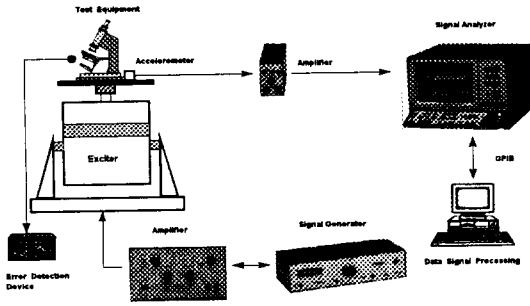 Test Equipment
Signal Analyzer
Accelerometer
Amplifier
Exciter
GPIB
Amplifier
Signal Generator
Data Signal Processing
Error Detection
Device